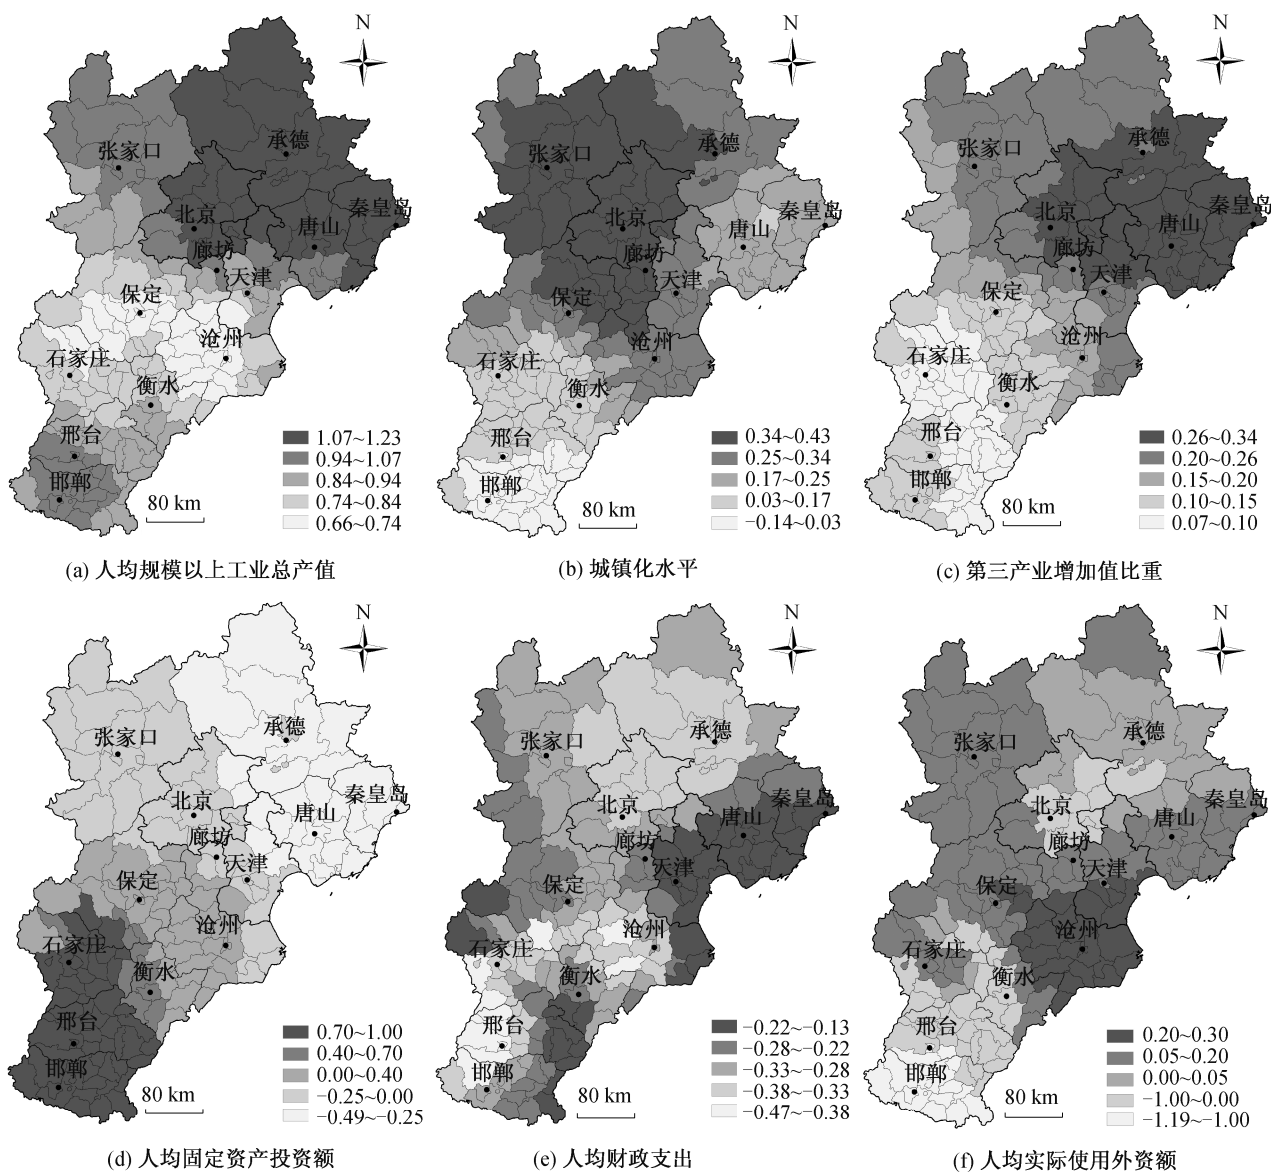 N
张家口
承德
北京
秦皇岛
唐山
廊坊
天津
保定
沧州
石家庄
衡水
邢台
邯郸
1.07~1.23
0.94~1.07
0.84~0.94
0.74~0.84
0.66~0.74
80 km
(a) 人均规模以上工业总产值
N
张家口
承德
北京
秦皇岛
唐山
廊坊
天津
保定
沧州
石家庄
衡水
邢台
邯郸
0.34~0.43
0.25~0.34
0.17~0.25
0.03~0.17
−0.14~0.03
80 km
(b) 城镇化水平
N
张家口
承德
北京
秦皇岛
唐山
廊坊
天津
保定
沧州
石家庄
衡水
邢台
邯郸
0.26~0.34
0.20~0.26
0.15~0.20
0.10~0.15
0.07~0.10
80 km
(c) 第三产业增加值比重
N
张家口
承德
北京
秦皇岛
唐山
廊坊
天津
保定
沧州
石家庄
衡水
邢台
邯郸
0.70~1.00
0.40~0.70
0.00~0.40
−0.25~0.00
−0.49~−0.25
80 km
(d) 人均固定资产投资额
N
张家口
承德
北京
秦皇岛
唐山
廊坊
天津
保定
沧州
石家庄
衡水
邢台
邯郸
−0.22~−0.13
−0.28~−0.22
−0.33~−0.28
−0.38~−0.33
−0.47~−0.38
80 km
(e) 人均财政支出
N
张家口
承德
北京
秦皇岛
唐山
廊坊
天津
保定
沧州
石家庄
衡水
邢台
邯郸
0.20~0.30
0.05~0.20
0.00~0.05
−1.00~0.00
−1.19~−1.00
80 km
(f) 人均实际使用外资额